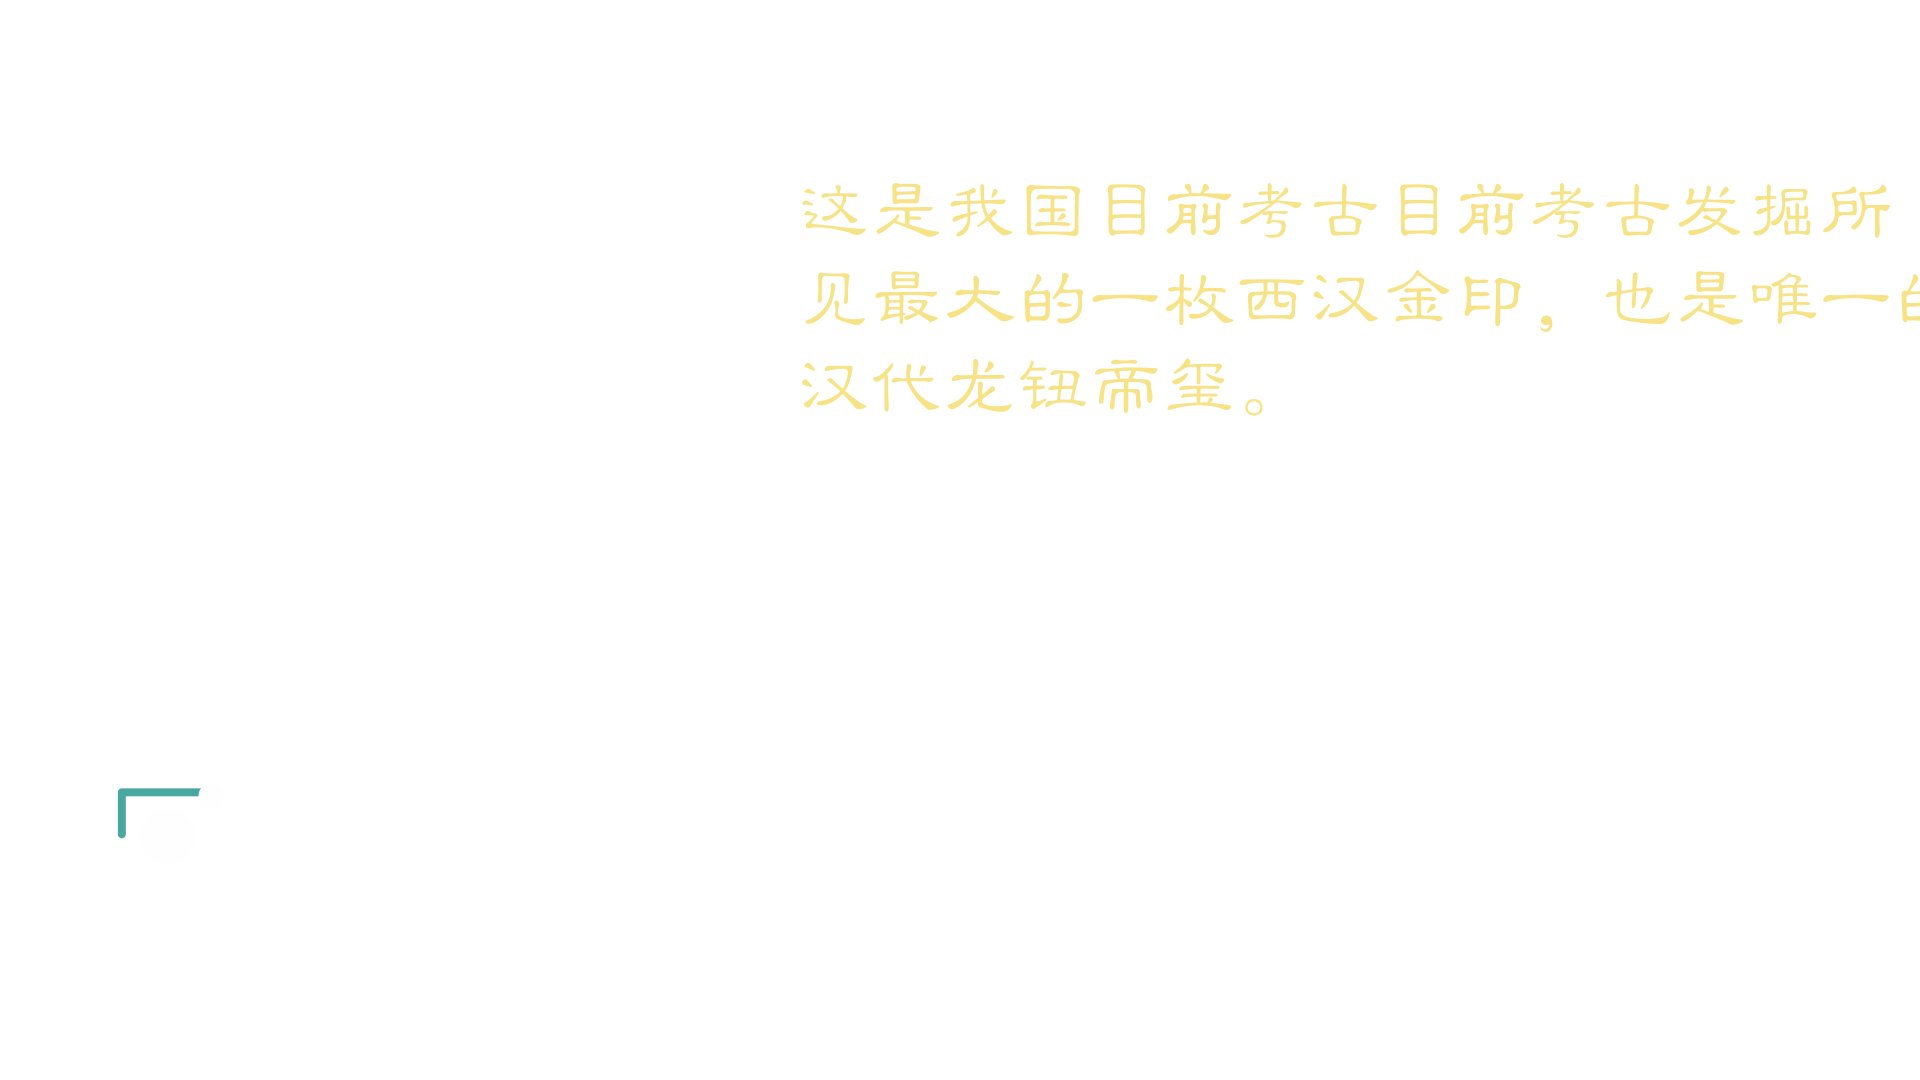 这是我国目前考古目前考古发掘所
见最大的一枚西汉金印，也是唯一的
汉代龙钮帝玺。